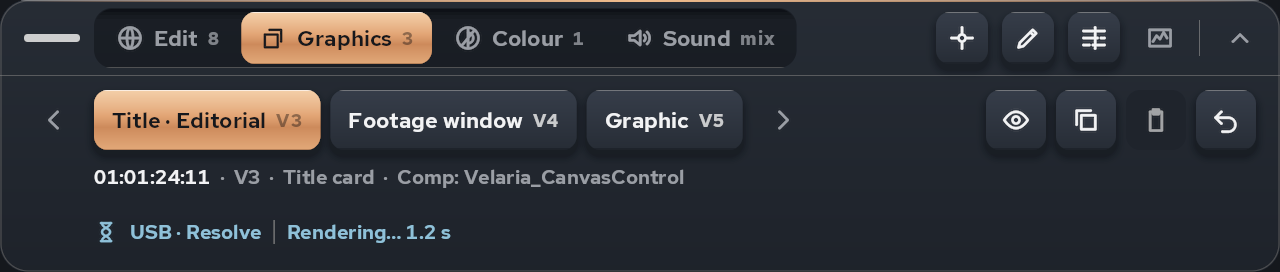 Edit 8 Graphics 3 Colour 1 Sound mix
Title · Editorial V3 Footage window V4 Graphic V5
01:01:24:11 · V3 · Title card · Comp: Velaria_CanvasControl
USB · Resolve Rendering... 1.2 s